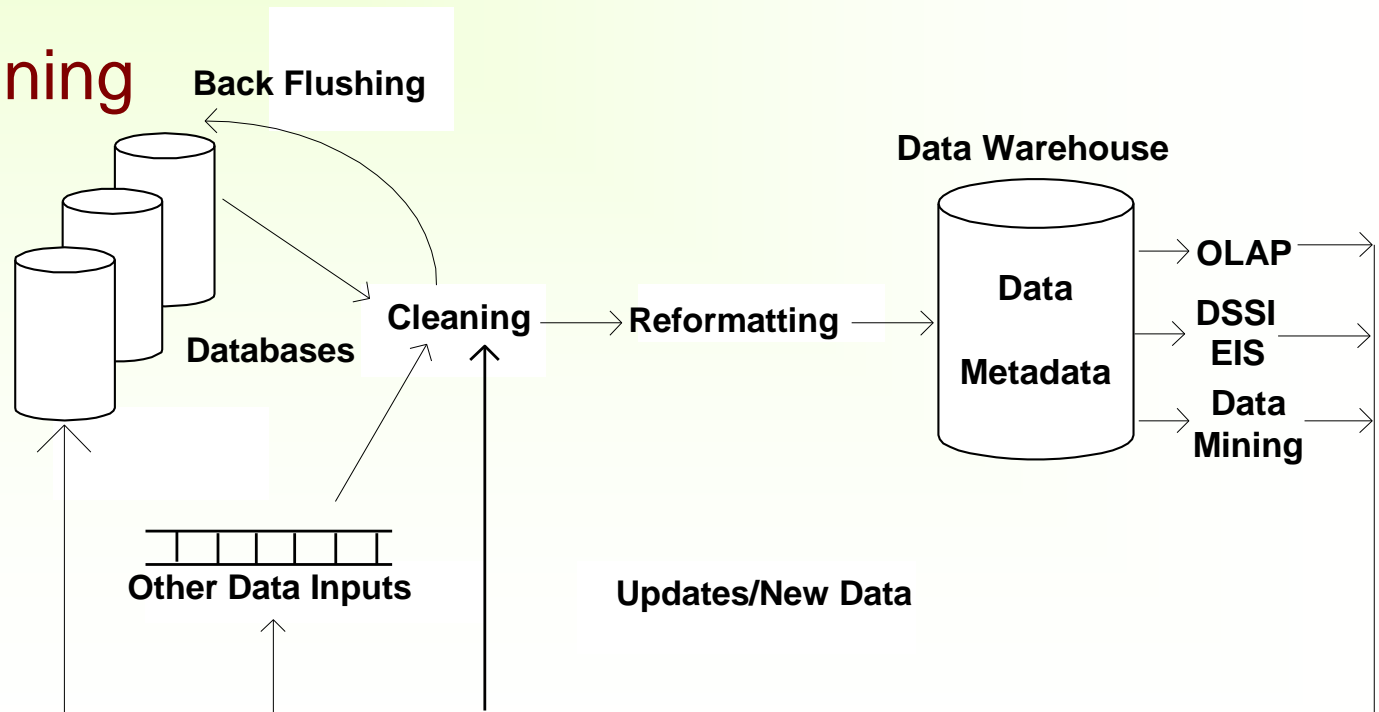 ning
Back Flushing
Data Warehouse
OLAP
Data
Cleaning
Reformatting
DSSI
EIS
Databases
Metadata
Data
Mining
Other Data Inputs
Updates/New Data